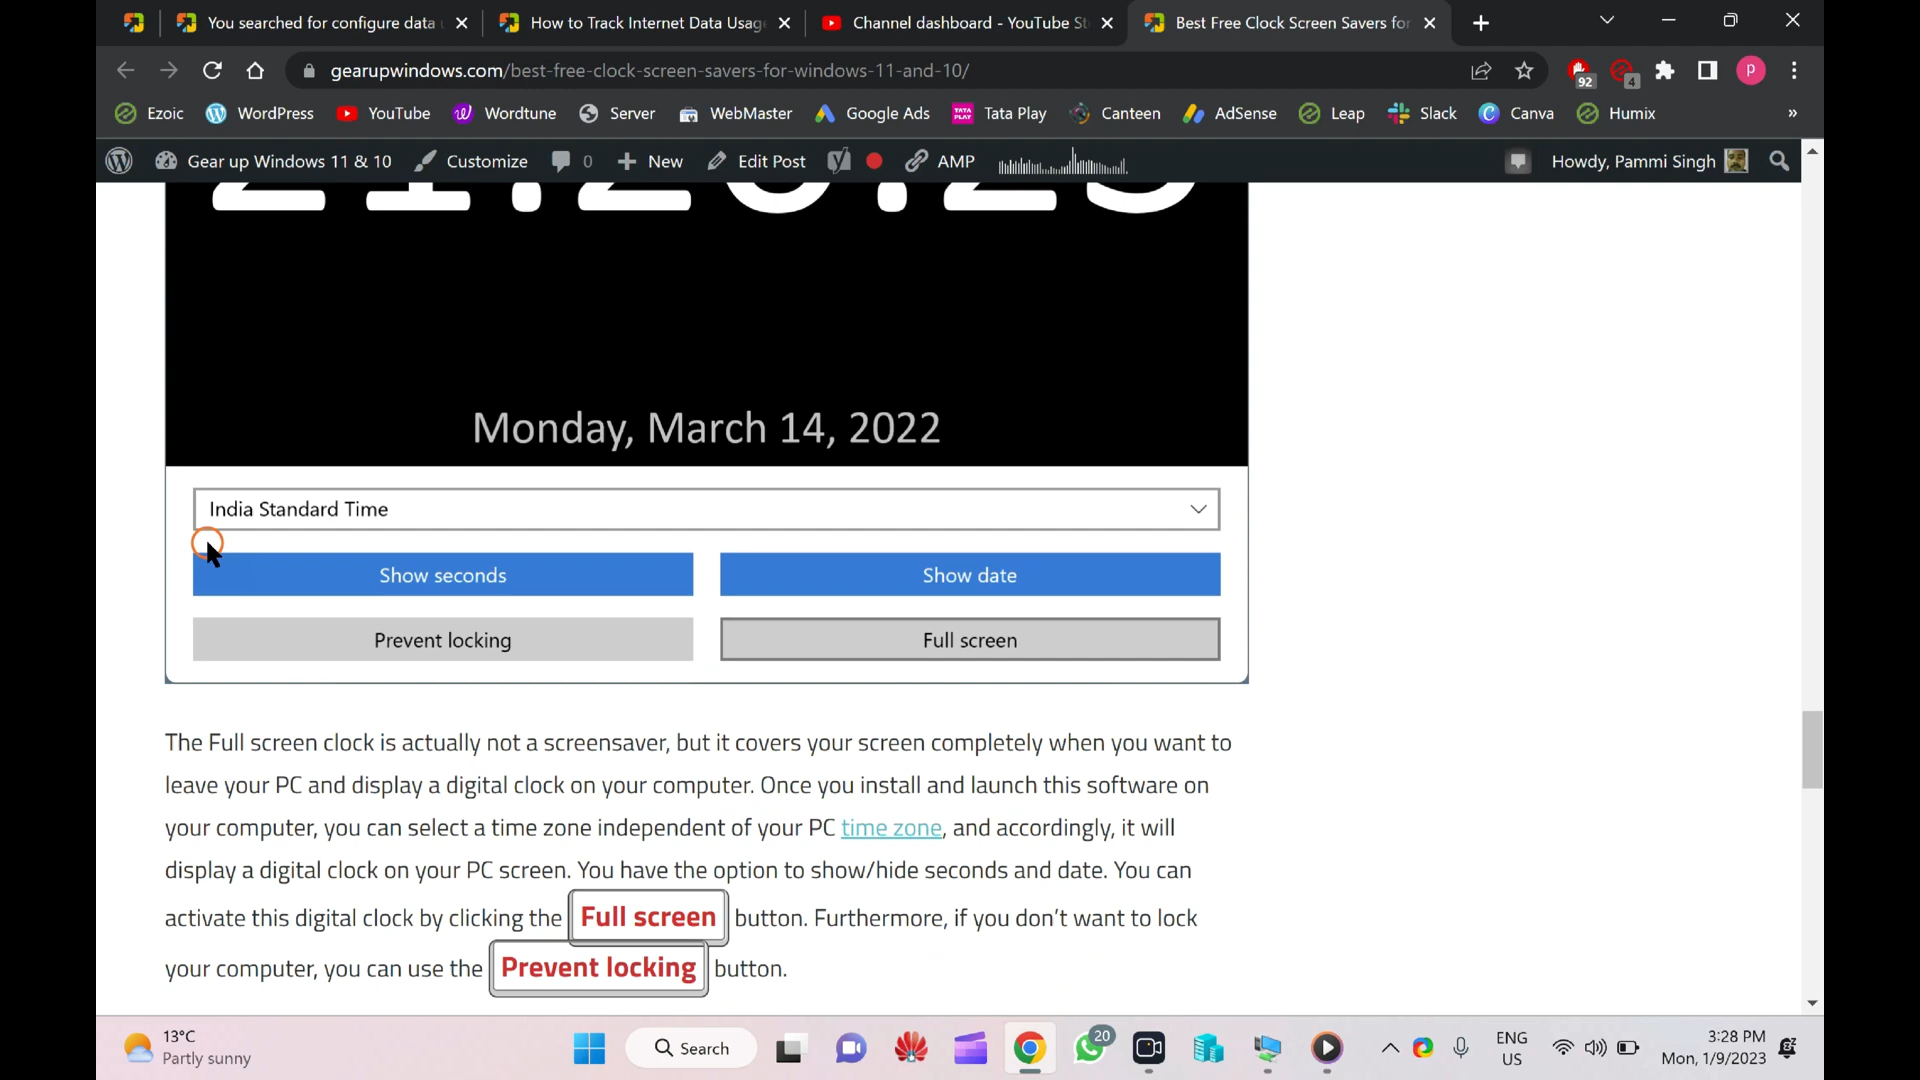 You searched for configure data
How to Track Internet Data Usag
Channel dashboard - YouTube St
Best Free Clock Screen Savers for
gearupwindows.com/best-free-clock-screen-savers-for-windows-11-and-10/
92
4
P
Ezoic WordPress YouTube Wordtune Server WebMaster Google Ads Tata Play Canteen AdSense Leap Slack Canva Humix »
Gear up Windows 11 & 10 Customize 0 New Edit Post AMP Howdy, Pammi Singh
Monday, March 14, 2022
India Standard Time
Show seconds Show date
Prevent locking Full screen
The Full screen clock is actually not a screensaver, but it covers your screen completely when you want to
leave your PC and display a digital clock on your computer. Once you install and launch this software on
your computer, you can select a time zone independent of your PC time zone, and accordingly, it will
display a digital clock on your PC screen. You have the option to show/hide seconds and date. You can
activate this digital clock by clicking the Full screen button. Furthermore, if you don't want to lock
your computer, you can use the Prevent locking button.
13°C
Partly sunny
Search
20
ENG
US
3:28 PM
Mon, 1/9/2023